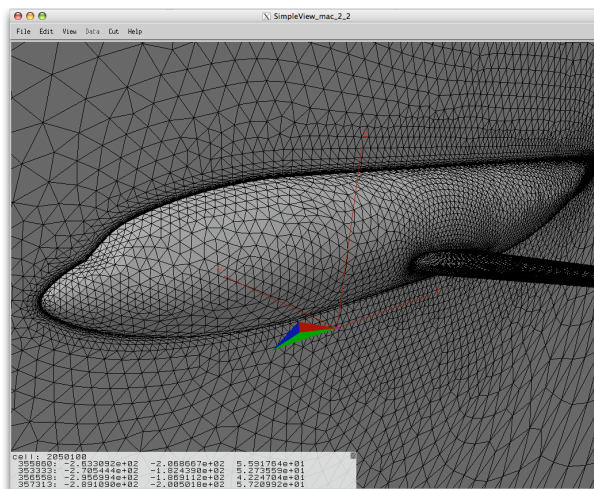 SimpleView_mac_2_2
File Edit View Data Cut Help
cell: 2050100
355860: -2.633092e+02 -2.068667e+02 5.591764e+01
353333: -2.705444e+02 -1.824390e+02 5.273559e+01
356558: -2.956994e+02 -1.869112e+02 4.224704e+01
357313: -2.891090e+02 -2.005018e+02 5.720992e+01